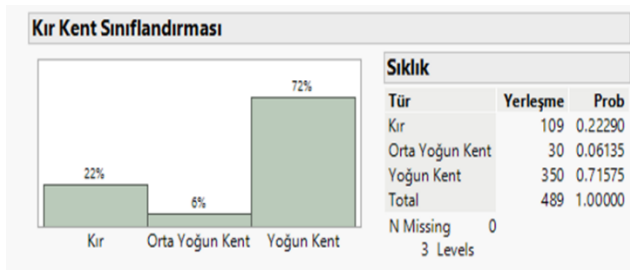 Kır Kent Sınıflandırması
72%
22%
6%
Kır Orta Yoğun Kent Yoğun Kent
Sıklık
Tür Yerleşme Prob
Kır 109 0.22290
Orta Yoğun Kent 30 0.06135
Yoğun Kent 350 0.71575
Total 489 1.00000
N Missing 0
3 Levels